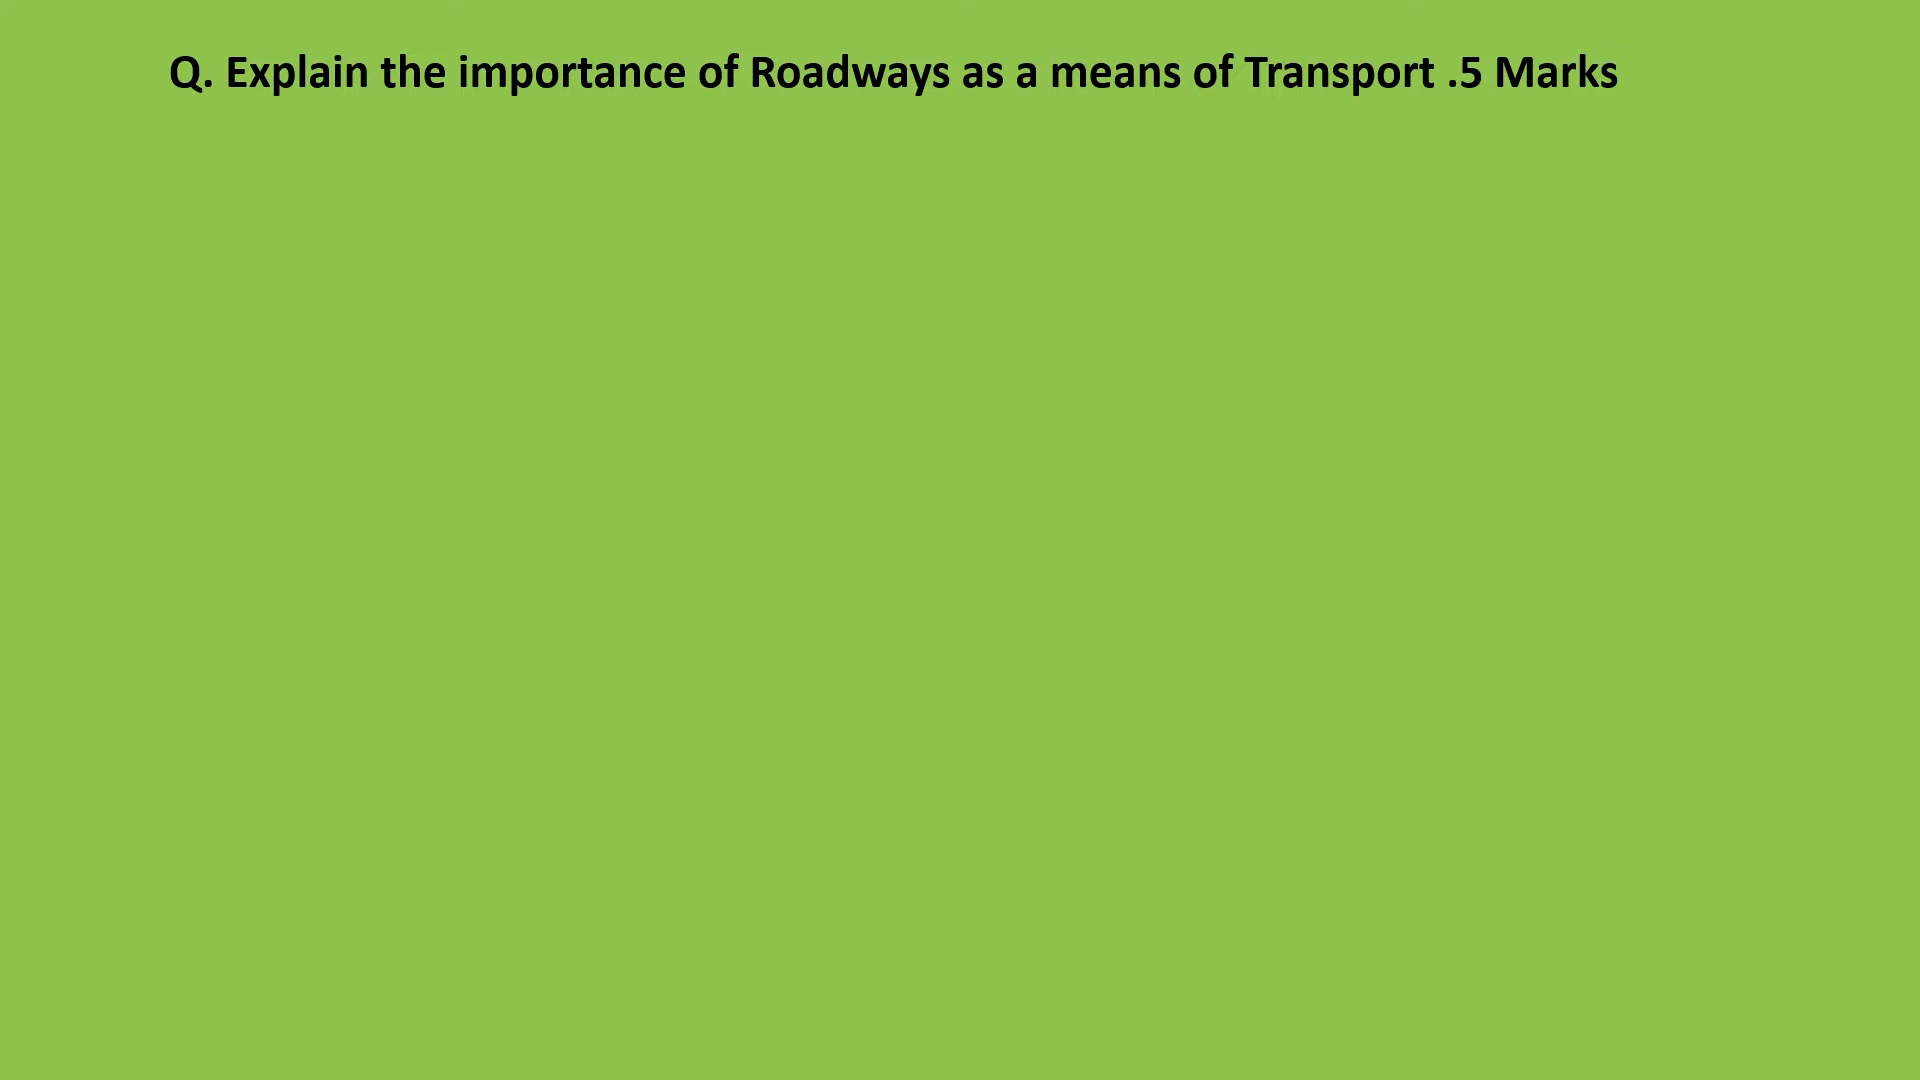 Q. Explain the importance of Roadways as a means of Transport .5 Marks